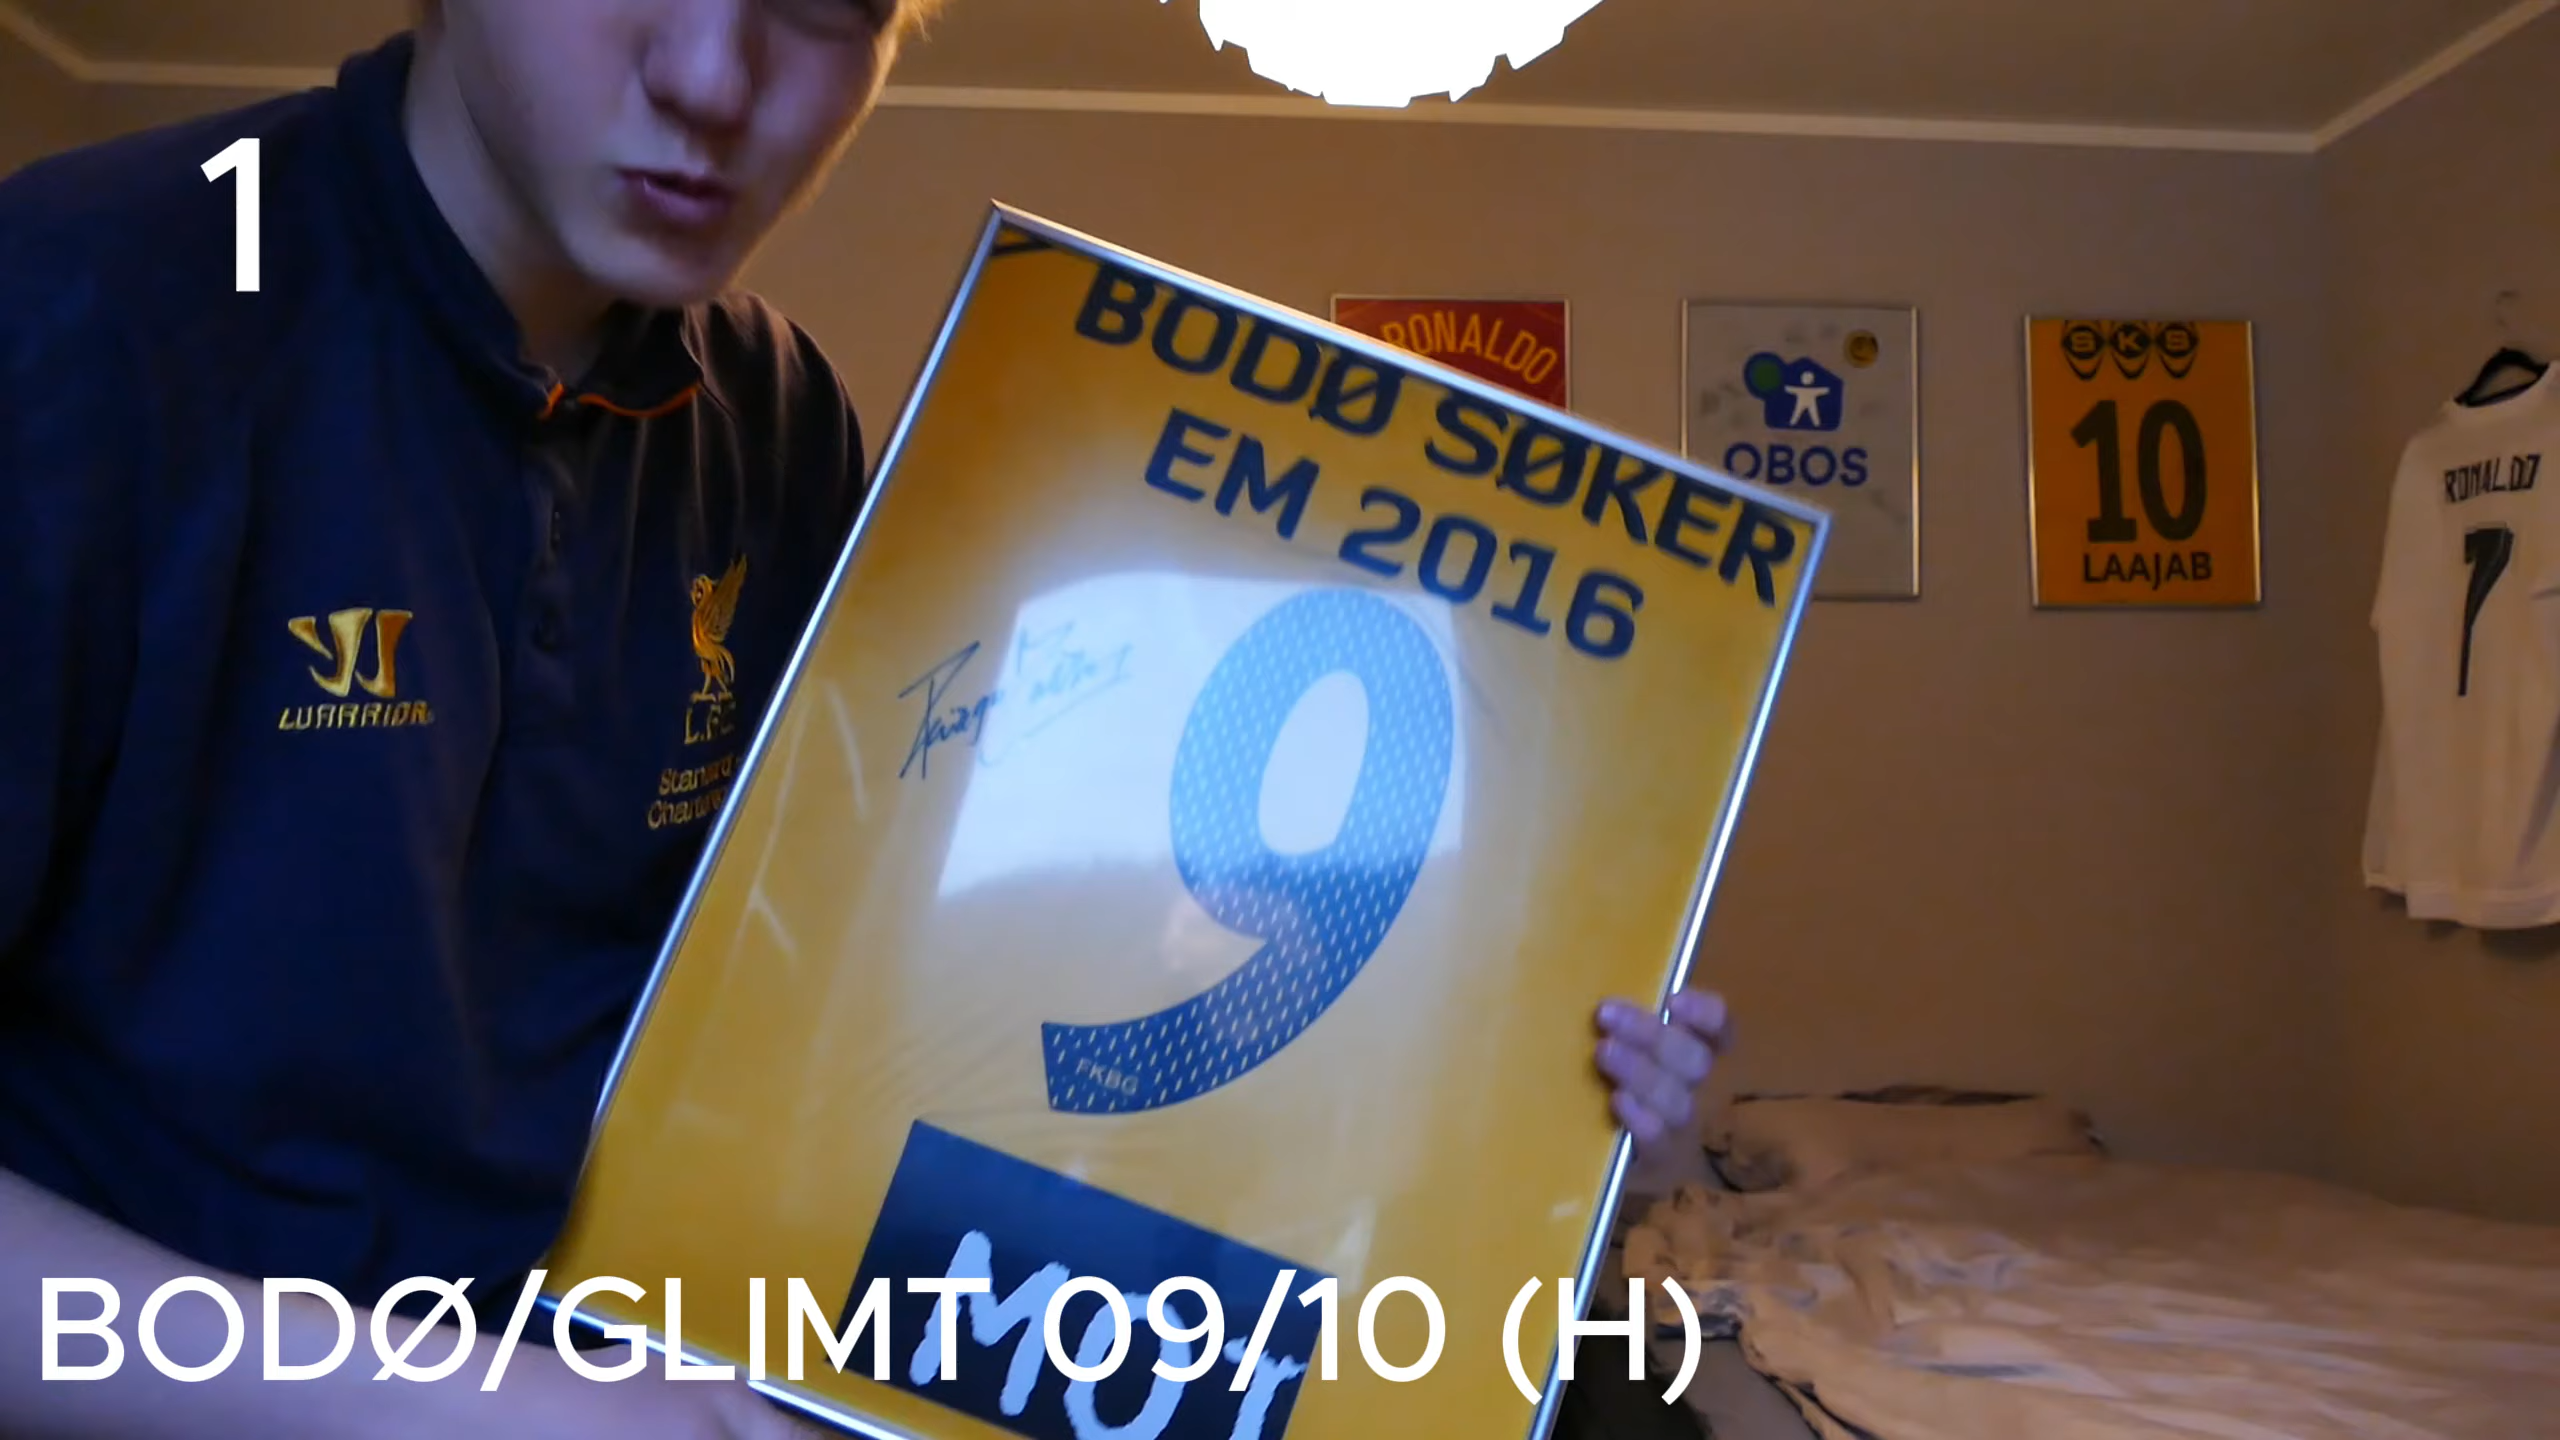 1
BODØ SØKER
EM 2016
9
FKBG
MOT
RONALDO
OBOS
SKS
10
LAAJAB
RONALDO
7
WARRIOR
L.F.C
BODØ/GLIMT 09/10 (H)